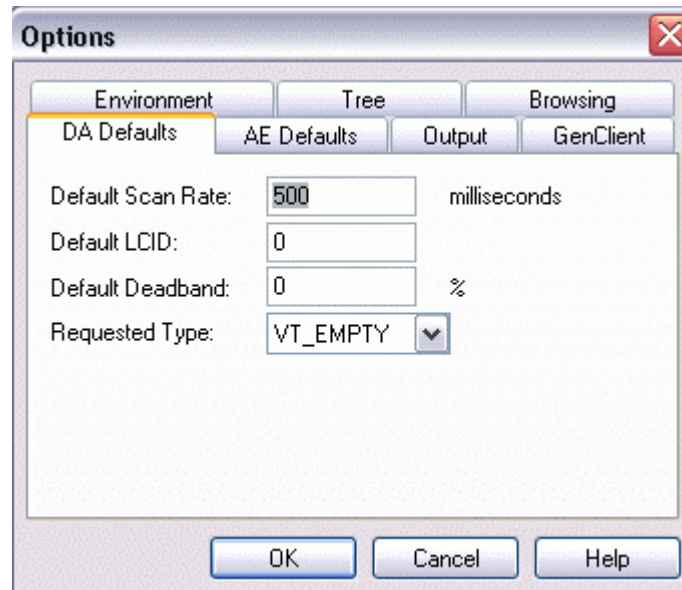 Options
Environment Tree Browsing
DA Defaults AE Defaults Output GenClient
Default Scan Rate: 500 milliseconds
Default LCID: 0
Default Deadband: 0 %
Requested Type: VT_EMPTY
OK Cancel Help